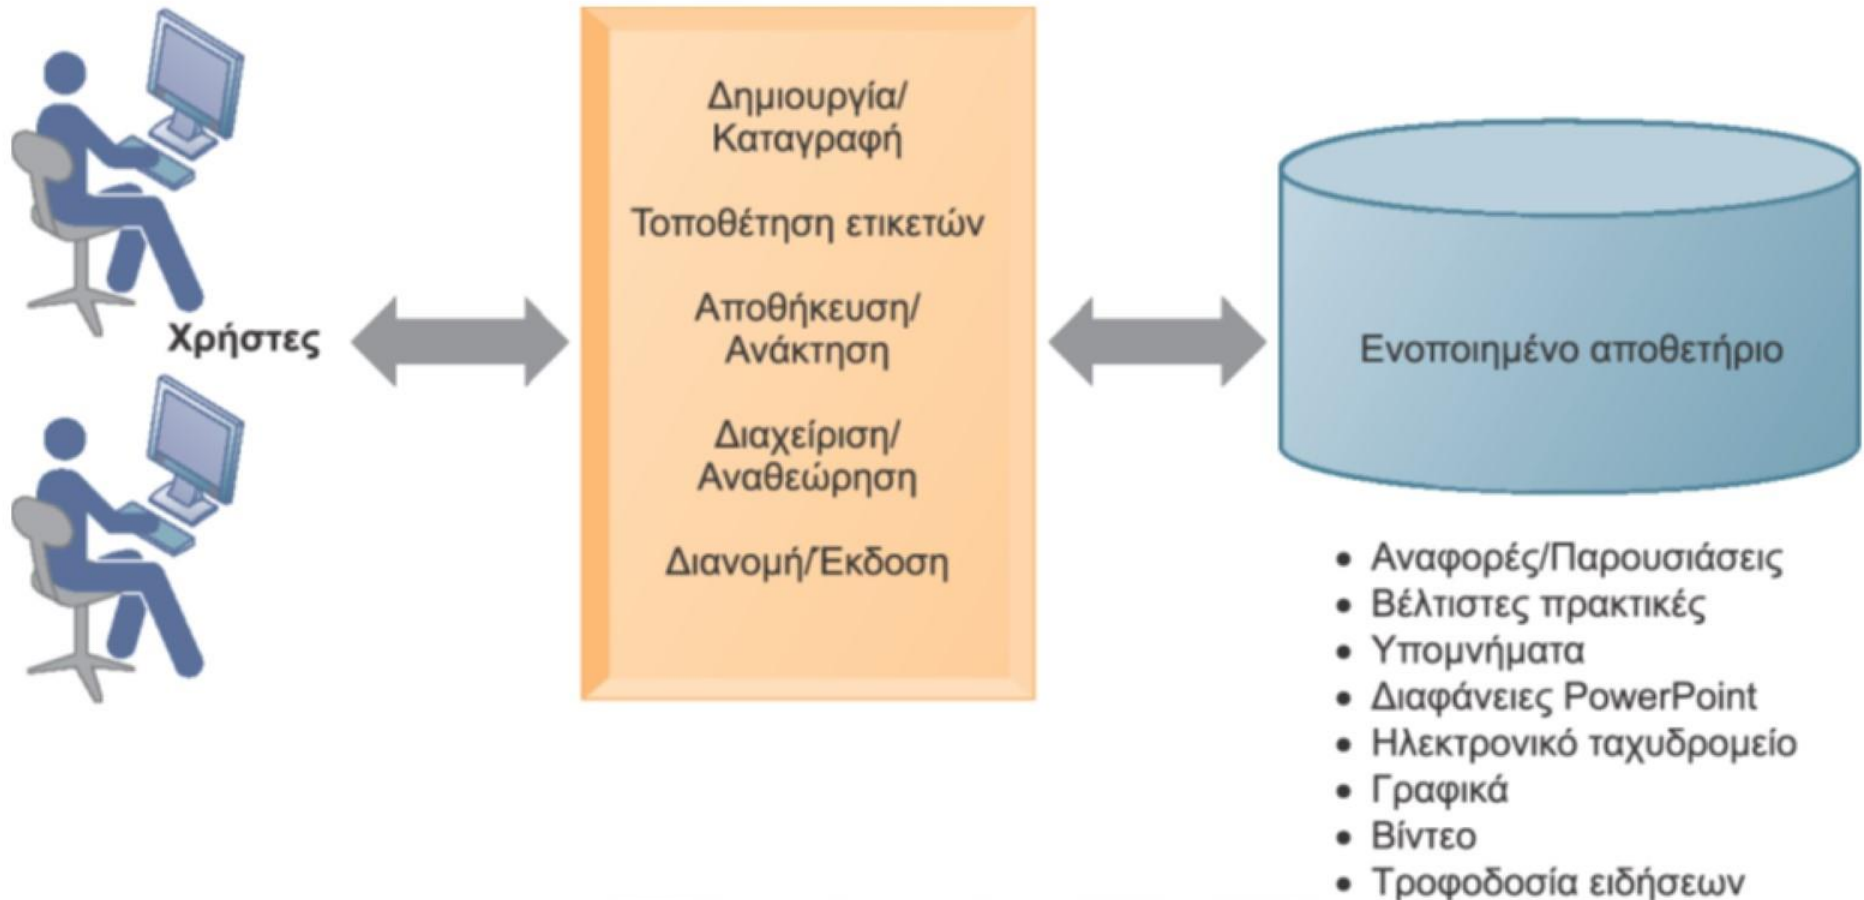 Χρήστες
Δημιουργία/
Καταγραφή
Τοποθέτηση ετικετών
Αποθήκευση/
Ανάκτηση
Διαχείριση/
Αναθεώρηση
Διανομή/Έκδοση
Ενοποιημένο αποθετήριο
• Αναφορές/Παρουσιάσεις
• Βέλτιστες πρακτικές
• Υπομνήματα
• Διαφάνειες PowerPoint
• Ηλεκτρονικό ταχυδρομείο
• Γραφικά
• Βίντεο
• Τροφοδοσία ειδήσεων